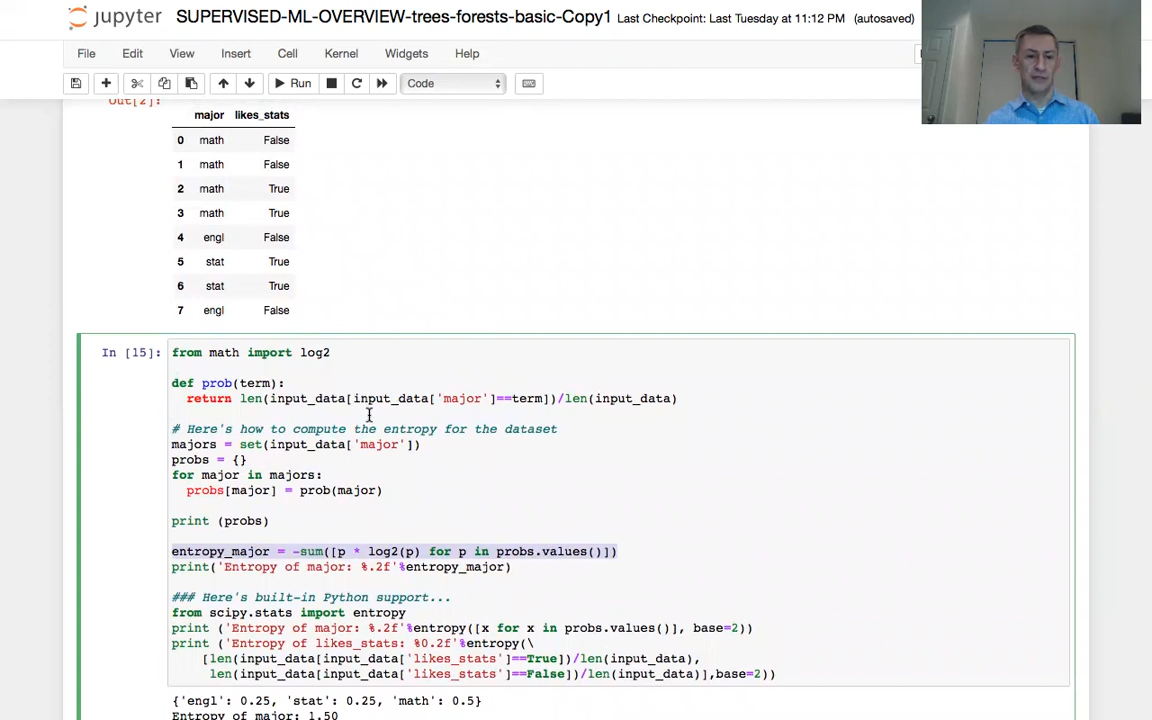 jupyter SUPERVISED-ML-OVERVIEW-trees-forests-basic-Copy1 Last Checkpoint: Last Tuesday at 11:12 PM (autosaved)
File Edit View Insert Cell Kernel Widgets Help
Run Code
Out[2]:
major likes_stats
0 math False
1 math False
2 math True
3 math True
4 engl False
5 stat True
6 stat True
7 engl False
In [15]: from math import log2
def prob(term):
return len(input_data[input_data['major']==term])/len(input_data)
# Here's how to compute the entropy for the dataset
majors = set(input_data['major'])
probs = {}
for major in majors:
probs[major] = prob(major)
print (probs)
entropy_major = -sum([p * log2(p) for p in probs.values()])
print('Entropy of major: %.2f'%entropy_major)
### Here's built-in Python support...
from scipy.stats import entropy
print ('Entropy of major: %.2f'%entropy([x for x in probs.values()], base=2))
print ('Entropy of likes_stats: %0.2f'%entropy(\
[len(input_data[input_data['likes_stats']==True])/len(input_data),
len(input_data[input_data['likes_stats']==False])/len(input_data)],base=2))
{'engl': 0.25, 'stat': 0.25, 'math': 0.5}
Entropy of major: 1.50